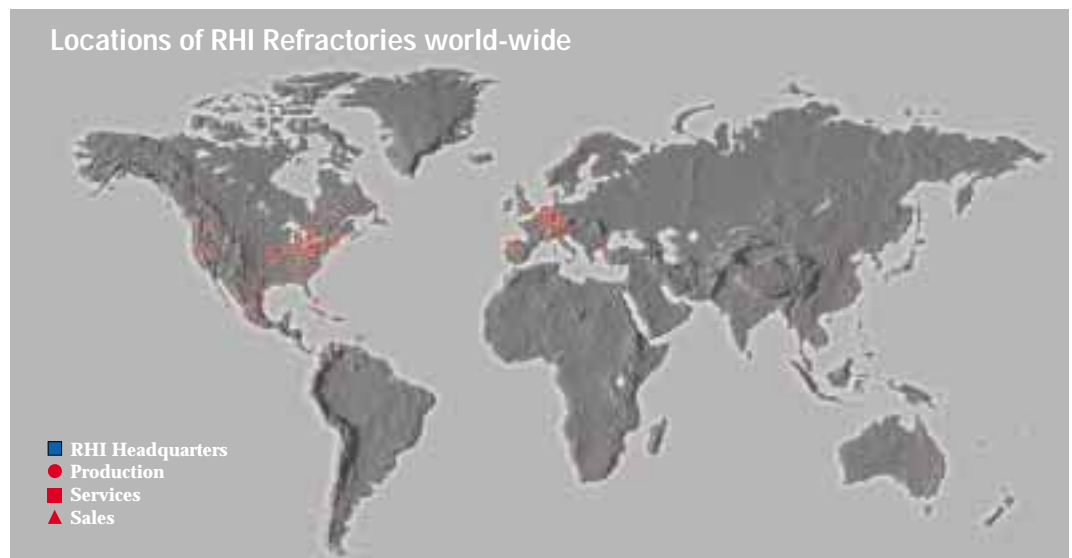 Locations of RHI Refractories world-wide
RHI Headquarters
Production
Services
Sales